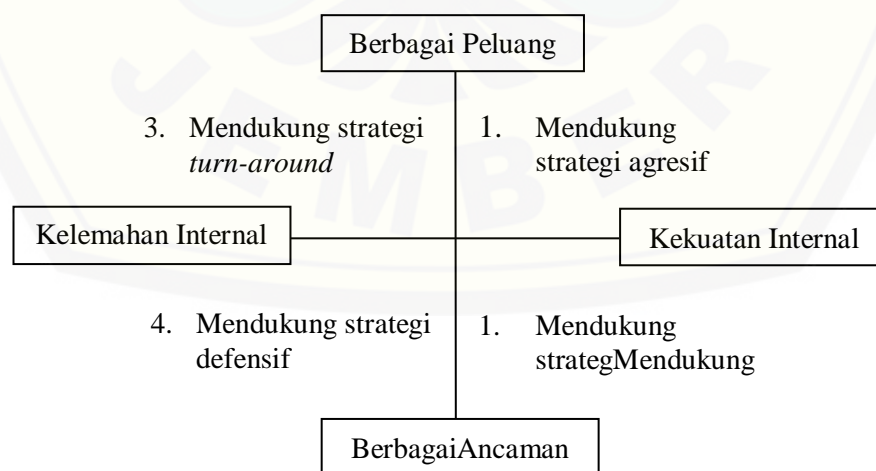 Berbagai Peluang
3. Mendukung strategi
turn-around
1. Mendukung
strategi agresif
Kelemahan Internal
Kekuatan Internal
4. Mendukung strategi
defensif
1. Mendukung
strategMendukung
BerbagaiAncaman
JEMBER